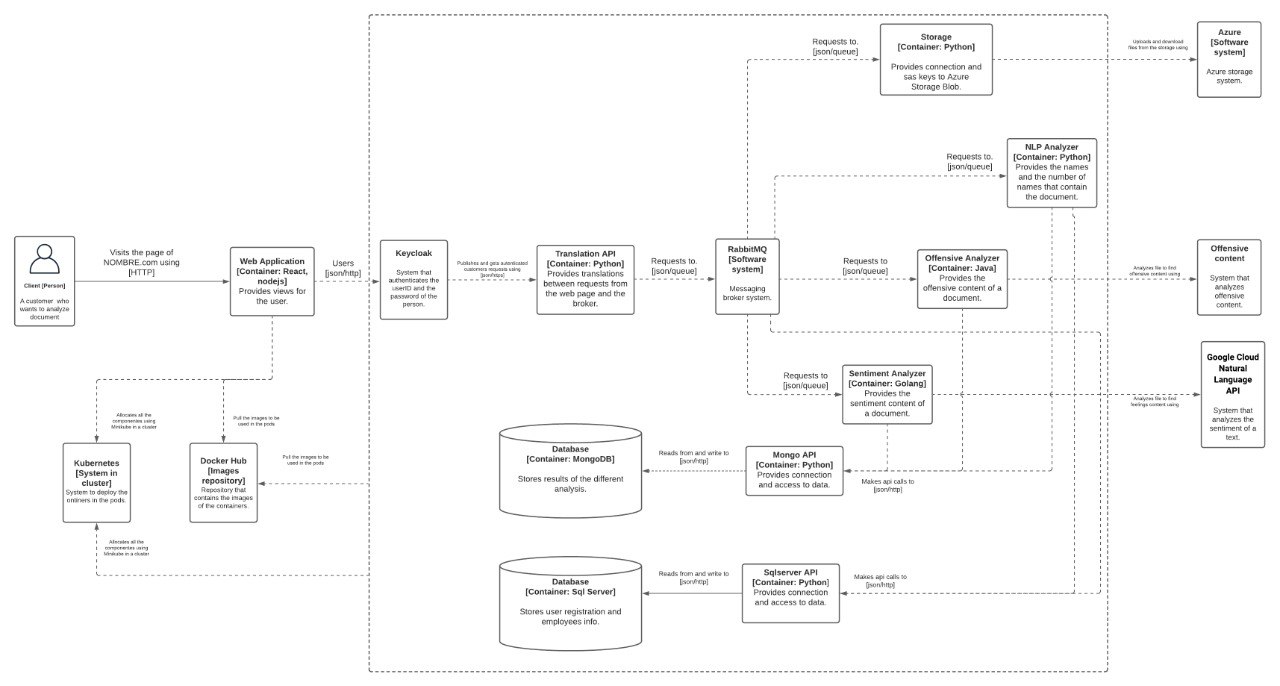 Storage
[Container: Python]
Provides connection and
sas keys to Azure
Storage Blob.
Requests to.
[json/queue]
Uploads and download
files from the storage using
Azure
[Software
system]
Azure storage
system.
NLP Analyzer
[Container: Python]
Provides the names
and the number of
names that contain
the document.
Requests to.
[json/queue]
Client [Person]
A customer who
wants to analyze
document
Visits the page of
NOMBRE.com using
[HTTP]
Web Application
[Container: React,
nodejs]
Provides views for
the user.
Users
[json/http]
Keycloak
System that
authenticates the
userID and the
password of the
person.
Publishes and gets autenticated
customers requests using
[json/https]
Translation API
[Container: Python]
Provides translations
between requests from
the web page and the
broker.
Requests to.
[json/queue]
RabbitMQ
[Software
system]
Messaging
broker system.
Requests to
[json/queue]
Offensive Analyzer
[Container: Java]
Provides the
offensive content of a
document.
Analyzes file to find
offensive content using
Offensive
content
System that
analyzes
offensive
content.
Requests to
[json/queue]
Sentiment Analyzer
[Container: Golang]
Provides the
sentiment content of
a document.
Analyzes file to find
feelings content using
Google Cloud
Natural
Language
API
System that
analyzes the
sentiment of a
text.
Allocates all the
componentes using
Minikube in a cluster
Pull the images to be
used in the pods
Kubernetes
[System in
cluster]
System to deploy the
ontiners in the pods.
Docker Hub
[Images
repository]
Repository that
contains the images
of the containers.
Pull the images to be
used in the pods
Allocates all the
componentes using
Minikube in a cluster
Database
[Container: MongoDB]
Stores results of the different
analysis.
Reads from and write to
[json/http]
Mongo API
[Container: Python]
Provides connection
and access to data.
Makes api calls to
[json/http]
Database
[Container: Sql Server]
Stores user registration and
employees info.
Reads from and write to
[json/http]
Sqlserver API
[Container: Python]
Provides connection
and access to data.
Makes api calls to
[json/http]